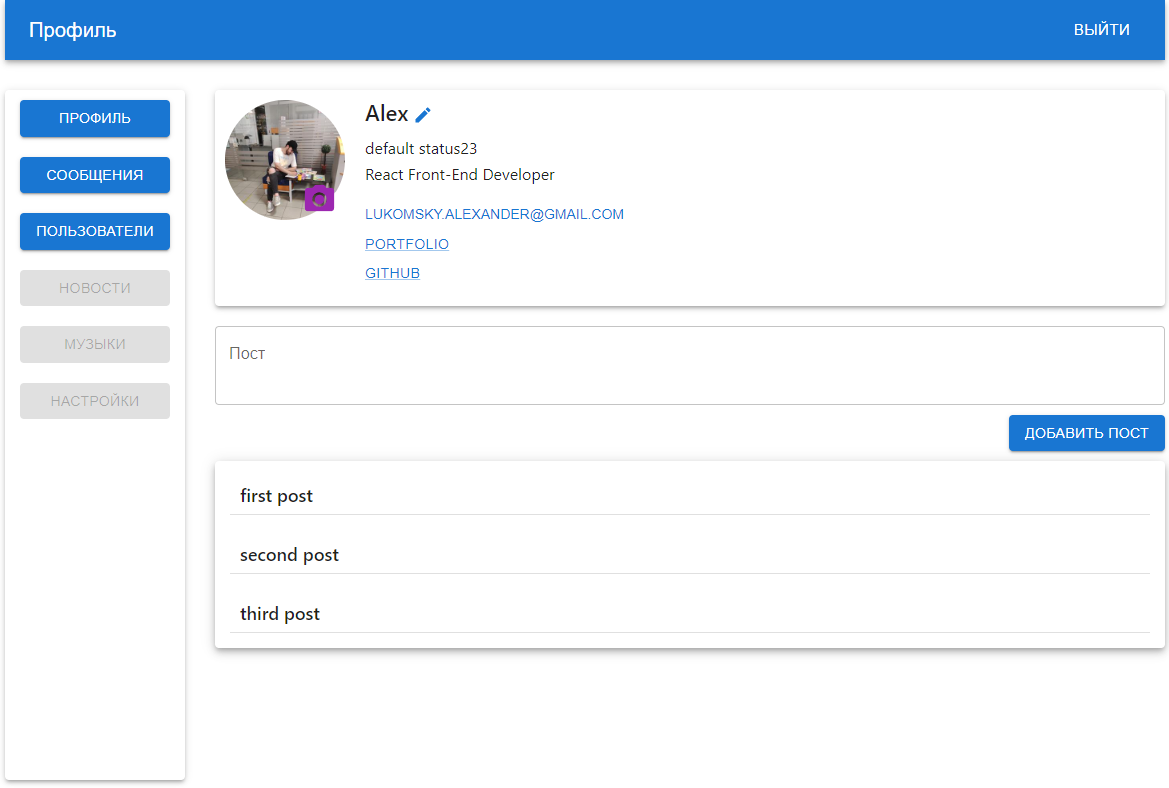 Профиль
ВЫЙТИ
ПРОФИЛЬ
СООБЩЕНИЯ
ПОЛЬЗОВАТЕЛИ
НОВОСТИ
МУЗЫКИ
НАСТРОЙКИ
Alex
default status23
React Front-End Developer
LUKOMSKY.ALEXANDER@GMAIL.COM
PORTFOLIO
GITHUB
Пост
ДОБАВИТЬ ПОСТ
first post
second post
third post